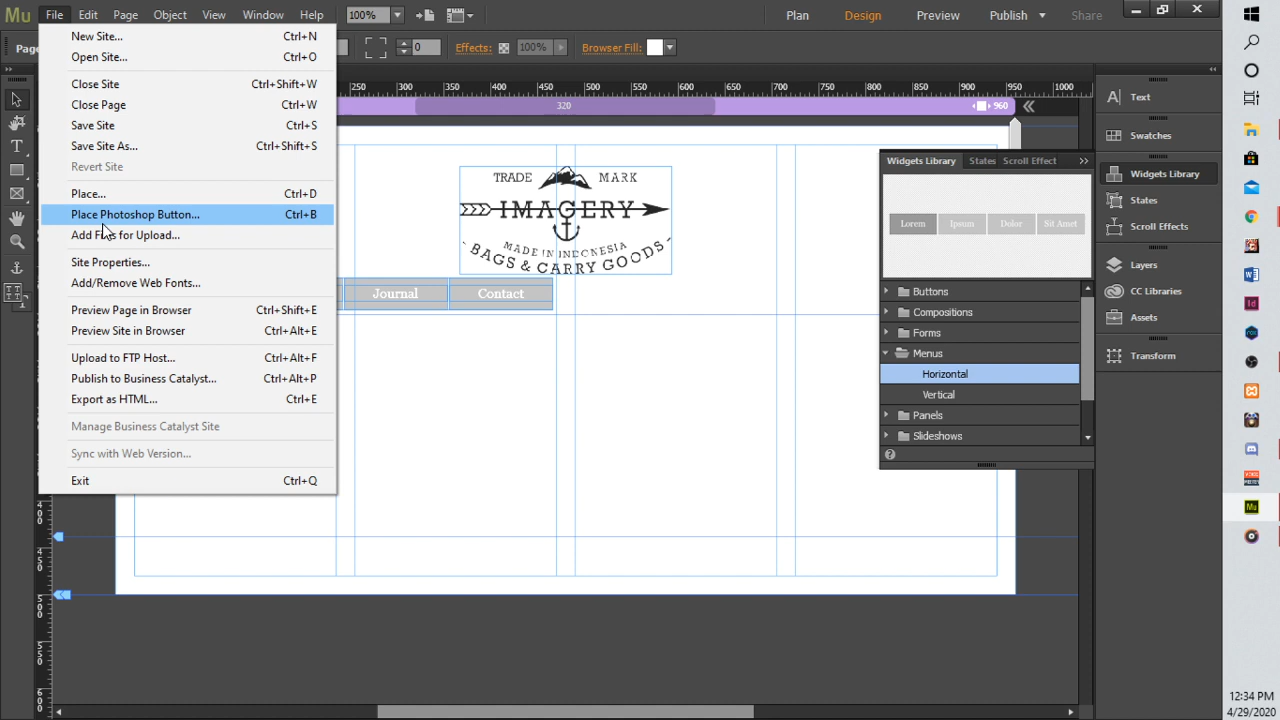 Mu File Edit Page Object View Window Help 100% Plan Design Preview Publish Share
Page
0 Effects: 100% Browser Fill:
New Site... Ctrl+N
Open Site... Ctrl+O
Close Site Ctrl+Shift+W
Close Page Ctrl+W
Save Site Ctrl+S
Save Site As... Ctrl+Shift+S
Revert Site
Place... Ctrl+D
Place Photoshop Button... Ctrl+B
Add Files for Upload...
Site Properties...
Add/Remove Web Fonts...
Preview Page in Browser Ctrl+Shift+E
Preview Site in Browser Ctrl+Alt+E
Upload to FTP Host... Ctrl+Alt+F
Publish to Business Catalyst... Ctrl+Alt+P
Export as HTML... Ctrl+E
Manage Business Catalyst Site
Sync with Web Version...
Exit Ctrl+Q
250 300 350 400 450 500 550 600 650 700 750 800 850 900 950 1000
320 960
TRADE MARK
IMAGERY
MADE IN INDONESIA
BAGS & CARRY GOODS
Journal Contact
400
450
500
550
600
Widgets Library States Scroll Effect
Lorem Ipsum Dolor Sit Amet
Buttons
Compositions
Forms
Menus
Horizontal
Vertical
Panels
Slideshows
Text
Swatches
Widgets Library
States
Scroll Effects
Layers
CC Libraries
Assets
Transform
12:34 PM
4/29/2020